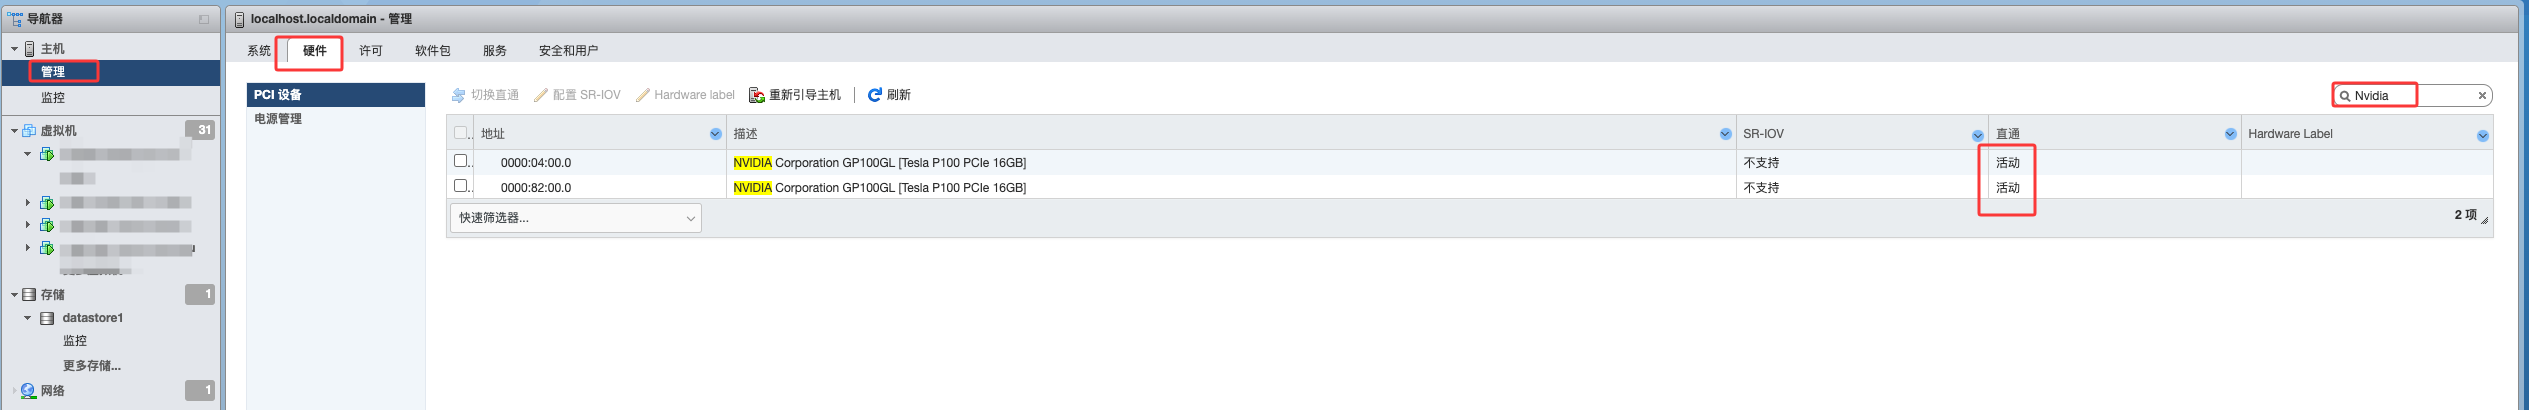 导航器
主机
管理
监控
虚拟机 31
存储 1
datastore1
监控
更多存储...
网络 1
localhost.localdomain - 管理
系统 硬件 许可 软件包 服务 安全和用户
PCI 设备
电源管理
切换直通 配置 SR-IOV Hardware label 重新引导主机 刷新 Nvidia
地址 描述 SR-IOV 直通 Hardware Label
0000:04:00.0 NVIDIA Corporation GP100GL [Tesla P100 PCIe 16GB] 不支持 活动
0000:82:00.0 NVIDIA Corporation GP100GL [Tesla P100 PCIe 16GB] 不支持 活动
快速筛选器... 2 项